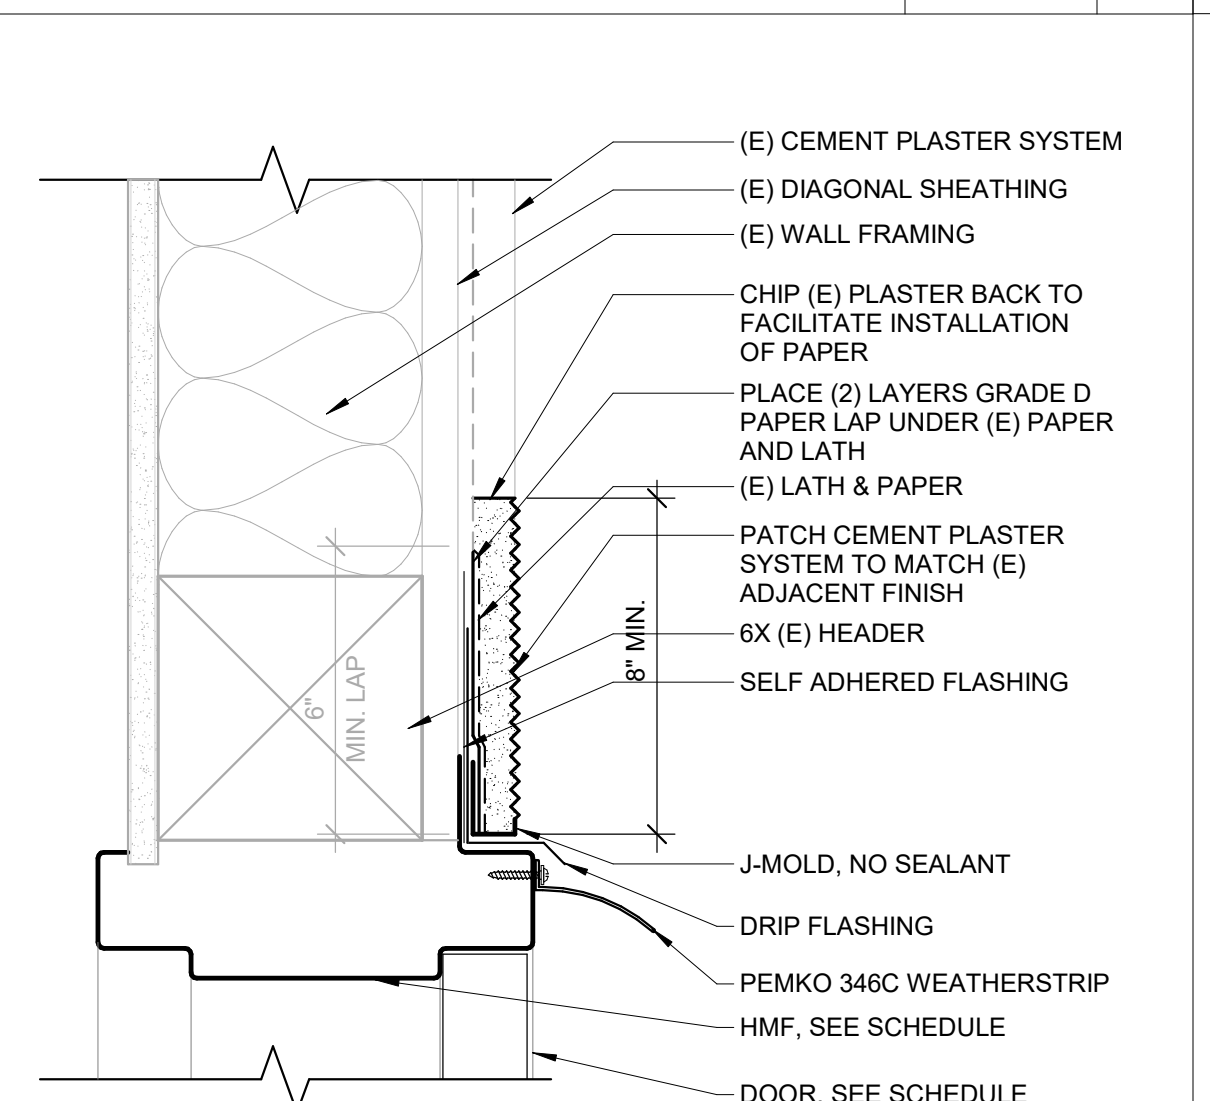 (E) CEMENT PLASTER SYSTEM
(E) DIAGONAL SHEATHING
(E) WALL FRAMING
CHIP (E) PLASTER BACK TO
FACILITATE INSTALLATION
OF PAPER
PLACE (2) LAYERS GRADE D
PAPER LAP UNDER (E) PAPER
AND LATH
(E) LATH & PAPER
PATCH CEMENT PLASTER
SYSTEM TO MATCH (E)
ADJACENT FINISH
6X (E) HEADER
SELF ADHERED FLASHING
8" MIN.
6"
MIN. LAP
J-MOLD, NO SEALANT
DRIP FLASHING
PEMKO 346C WEATHERSTRIP
HMF, SEE SCHEDULE
DOOR, SEE SCHEDULE